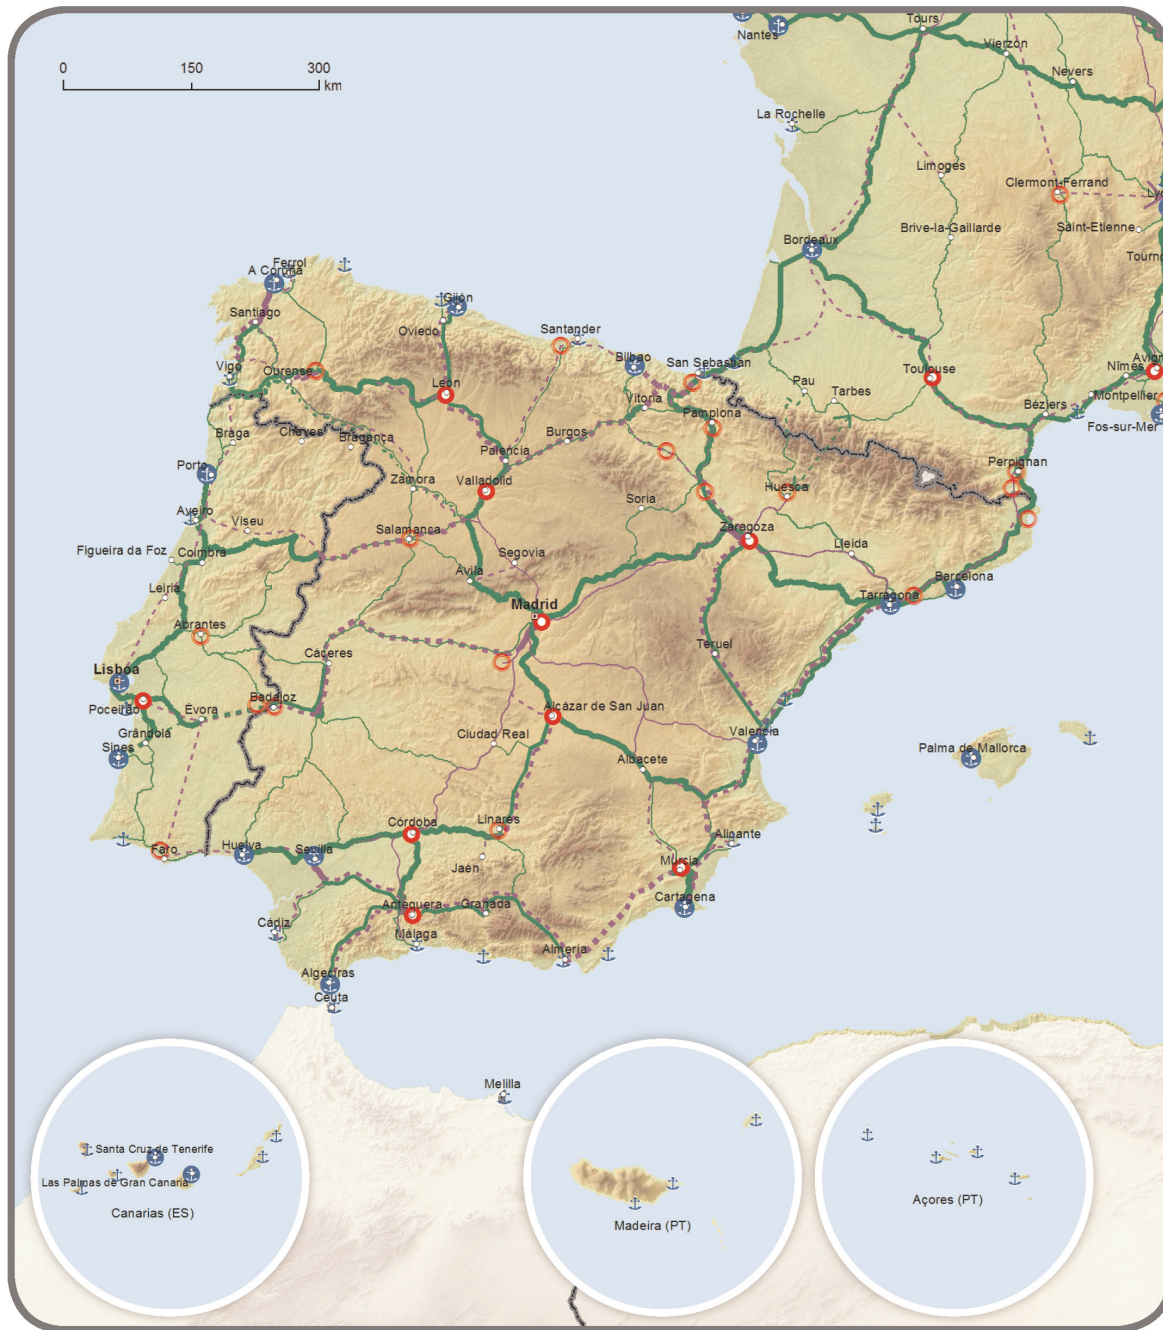 0 150 300
km
Nantes
Tours
Vierzon
Nevers
La Rochelle
Limoges
Clermont-Ferrand
Lyo
Saint-Etienne
Brive-la-Gaillarde
Bordeaux
Tourno
Ferrol
A Coruña
Gijón
Santiago
Oviedo
Santander
Bilbao
San Sebastián
Vigo
Ourense
León
Vitoria
Pau
Tarbes
Toulouse
Avign
Nîmes
Montpellier
Béziers
Fos-sur-Mer
Pamplona
Burgos
Braga
Chaves
Bragança
Palencia
Perpignan
Porto
Zamora
Valladolid
Soria
Huesca
Aveiro
Viseu
Salamanca
Zaragoza
Lleida
Figueira da Foz
Coimbra
Segovia
Ávila
Barcelona
Leiria
Tarragona
Madrid
Abrantes
Teruel
Cáceres
Lisboa
Badajoz
Poceirão
Évora
Alcázar de San Juan
Grândola
Ciudad Real
Valencia
Sines
Albacete
Palma de Mallorca
Córdoba
Linares
Alicante
Faro
Huelva
Sevilla
Jaén
Murcia
Cartagena
Antequera
Granada
Cádiz
Málaga
Almería
Algeciras
Ceuta
Melilla
Santa Cruz de Tenerife
Las Palmas de Gran Canaria
Canarias (ES)
Madeira (PT)
Açores (PT)